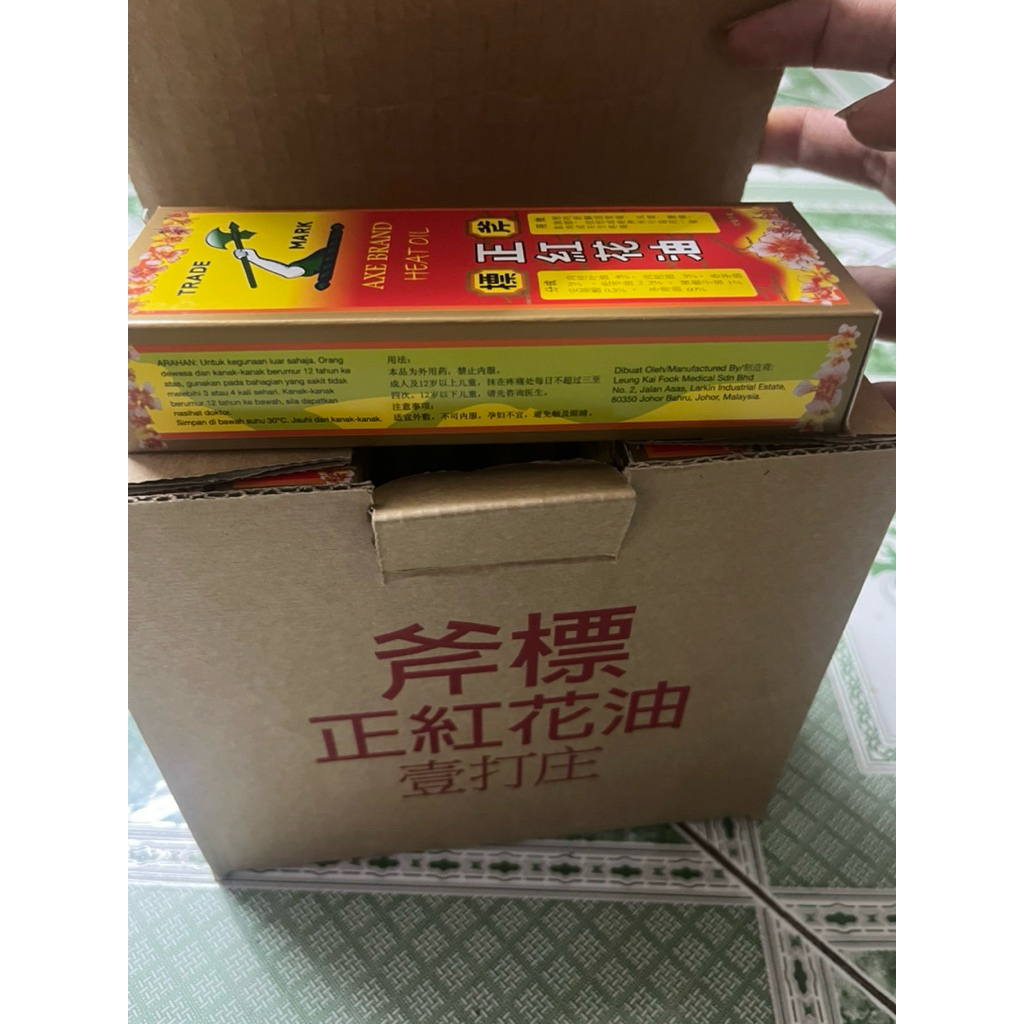 TRADE
MARK
AXE BRAND
HEAT OIL
斧
標
正紅花油
ARAHAN: Untuk kegunaan luar sahaja. Orang
dewasa dan kanak-kanak berumur 12 tahun ke
atas, gunakan pada bahagian yang sakit tidak
melebihi 3 atau 4 kali sehari. Kanak-kanak
berumur 12 tahun ke bawah, sila dapatkan
nasihat doktor.
Simpan di bawah suhu 30°C. Jauhi dari kanak-kanak.
用法:
本品为外用药, 禁止内服。
成人及12岁以上儿童, 抹在疼痛处每日不超过三至
四次。12岁以下儿童, 请先咨询医生。
注意事项:
适宜外敷, 不可内服, 孕妇不宜, 避免触及眼睛。
Dibuat Oleh/Manufactured By/制造商:
Leung Kai Fook Medical Sdn Bhd
No. 2, Jalan Asas, Larkin Industrial Estate,
80350 Johor Bahru, Johor, Malaysia.
斧標
正紅花油
壹打庄